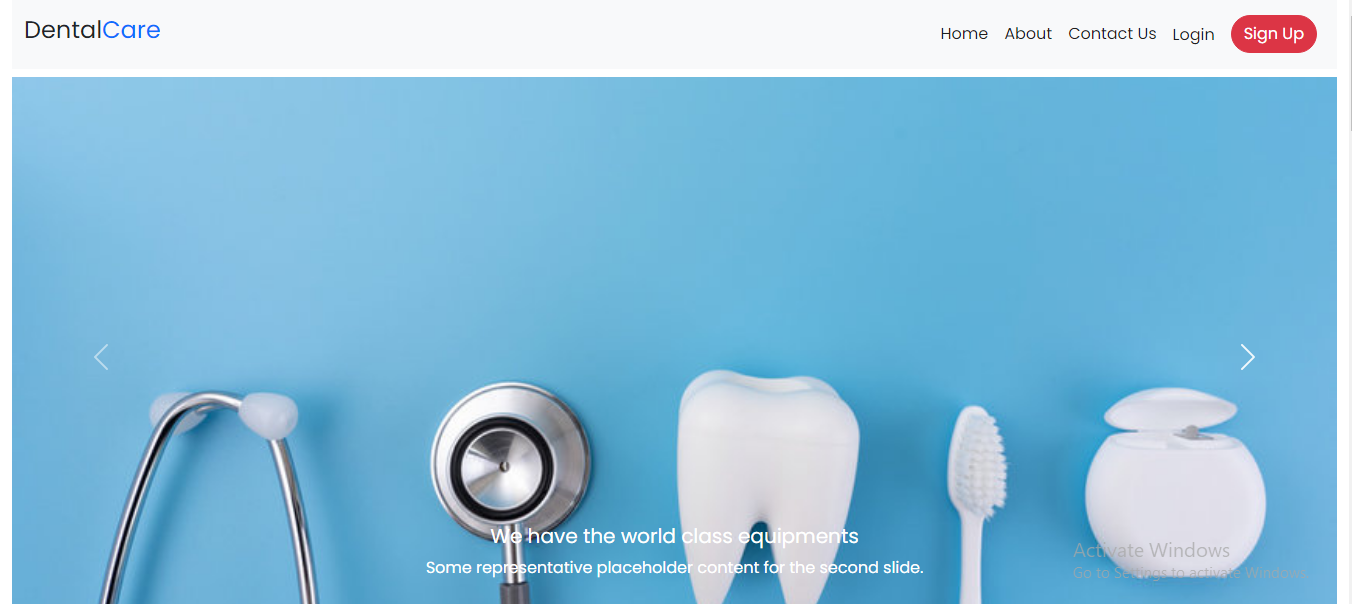 DentalCare
Home About Contact Us Login Sign Up
We have the world class equipments
Some representative placeholder content for the second slide.
Activate Windows
Go to Settings to activate Windows.